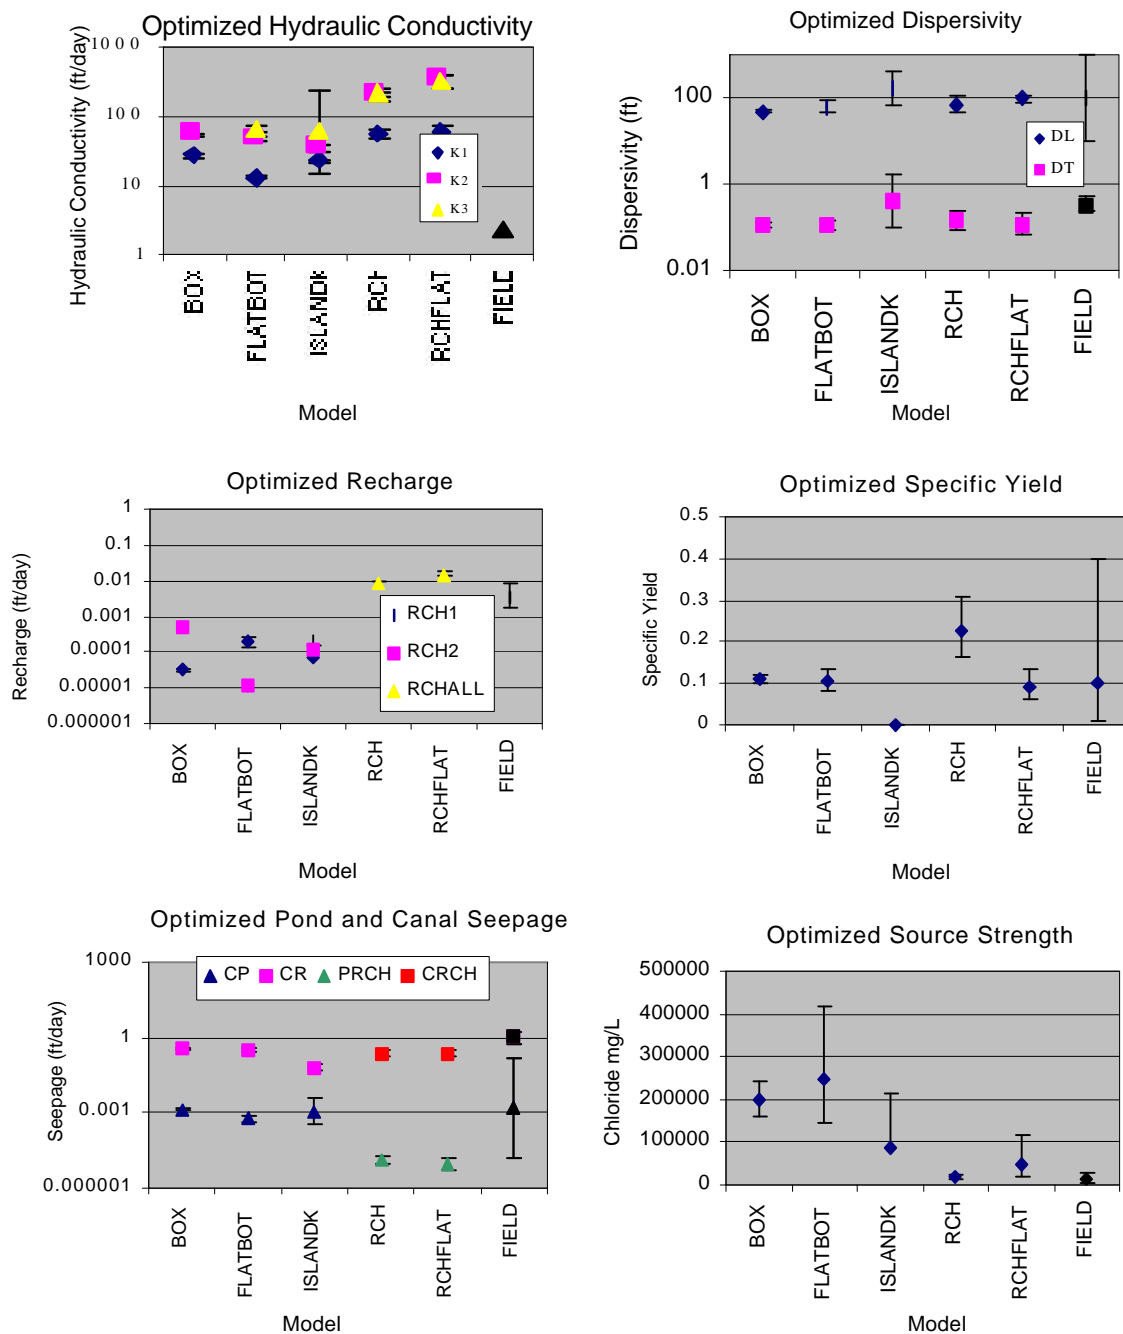 Optimized Hydraulic Conductivity
Hydraulic Conductivity (ft/day)
1000
100
10
1
K1
K2
K3
BOX
FLATBOT
ISLANDK
RCH
RCHFLAT
FIELD
Model
Optimized Dispersivity
Dispersivity (ft)
100
1
0.01
DL
DT
BOX
FLATBOT
ISLANDK
RCH
RCHFLAT
FIELD
Model
Optimized Recharge
Recharge (ft/day)
1
0.1
0.01
0.001
0.0001
0.00001
0.000001
RCH1
RCH2
RCHALL
BOX
FLATBOT
ISLANDK
RCH
RCHFLAT
FIELD
Model
Optimized Specific Yield
Specific Yield
0.5
0.4
0.3
0.2
0.1
0
BOX
FLATBOT
ISLANDK
RCH
RCHFLAT
FIELD
Model
Optimized Pond and Canal Seepage
Seepage (ft/day)
1000
1
0.001
0.000001
CP CR PRCH CRCH
BOX
FLATBOT
ISLANDK
RCH
RCHFLAT
FIELD
Model
Optimized Source Strength
Chloride mg/L
500000
400000
300000
200000
100000
0
BOX
FLATBOT
ISLANDK
RCH
RCHFLAT
FIELD
Model